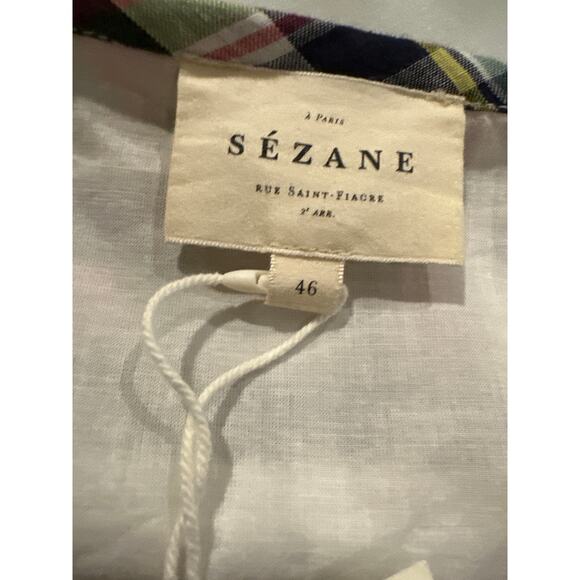 À PARIS
SÉZANE
RUE SAINT-FIACRE
2ᵉ ARR.
46